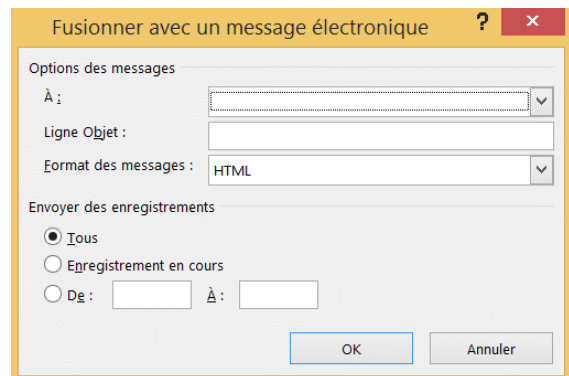 Fusionner avec un message électronique ? ×
Options des messages
À :
Ligne Objet :
Format des messages : HTML
Envoyer des enregistrements
Tous
Enregistrement en cours
De : À :
OK Annuler